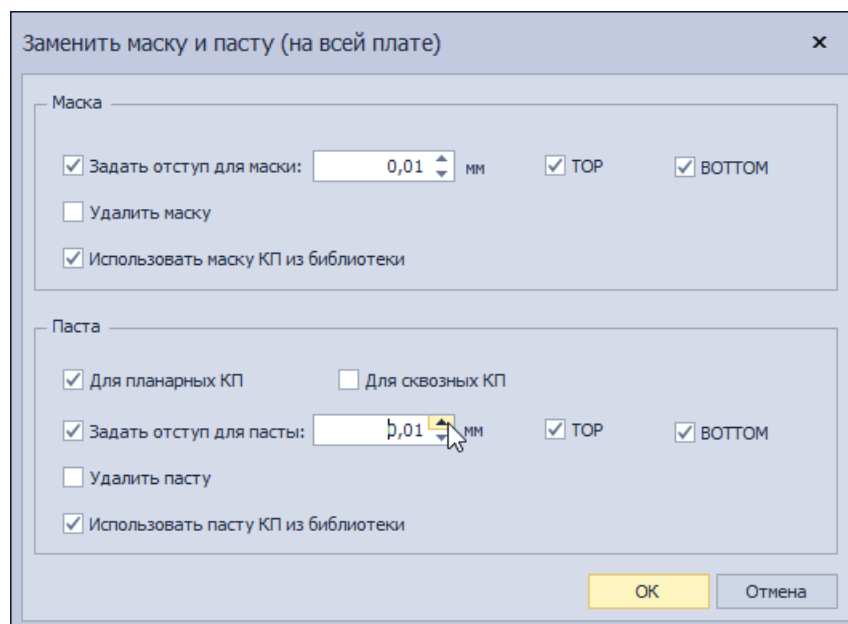 Заменить маску и пасту (на всей плате)
Маска
Задать отступ для маски: 0,01 мм TOP BOTTOM
Удалить маску
Использовать маску КП из библиотеки
Паста
Для планарных КП Для сквозных КП
Задать отступ для пасты: 0,01 мм TOP BOTTOM
Удалить пасту
Использовать пасту КП из библиотеки
OK Отмена